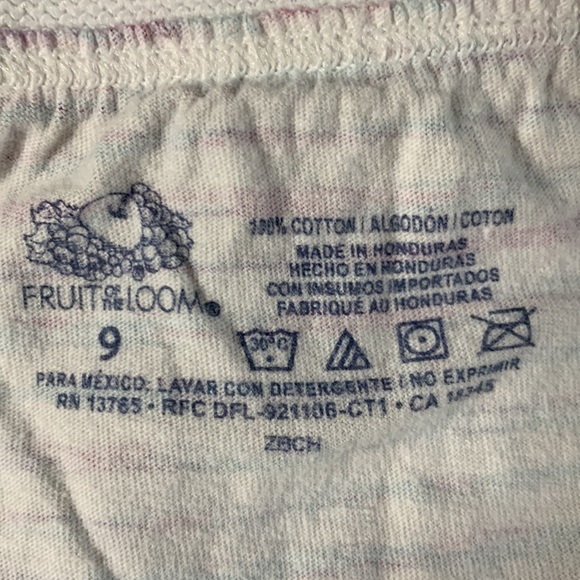 FRUIT OF THE LOOM®
9
100% COTTON / ALGODÓN / COTON
MADE IN HONDURAS
HECHO EN HONDURAS
CON INSUMOS IMPORTADOS
FABRIQUÉ AU HONDURAS
30°C
PARA MÉXICO: LAVAR CON DETERGENTE / NO EXPRIMIR
RN 13765 • RFC DFL-921106-CT1 • CA 18745
ZBCH